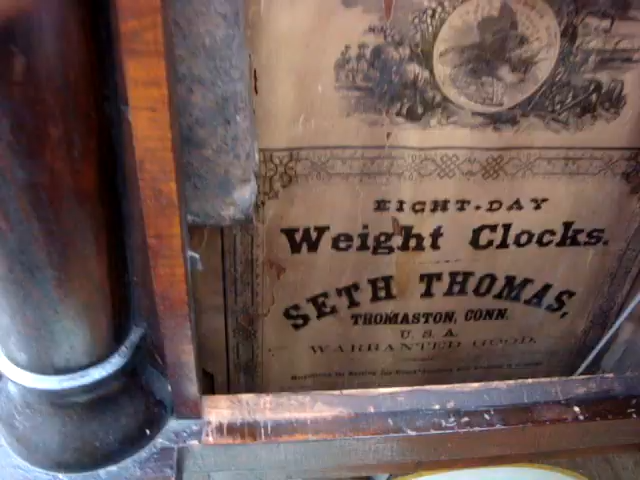 EIGHT-DAY
Weight Clocks.
SETH THOMAS,
THOMASTON, CONN.
U. S. A.
WARRANTED GOOD.